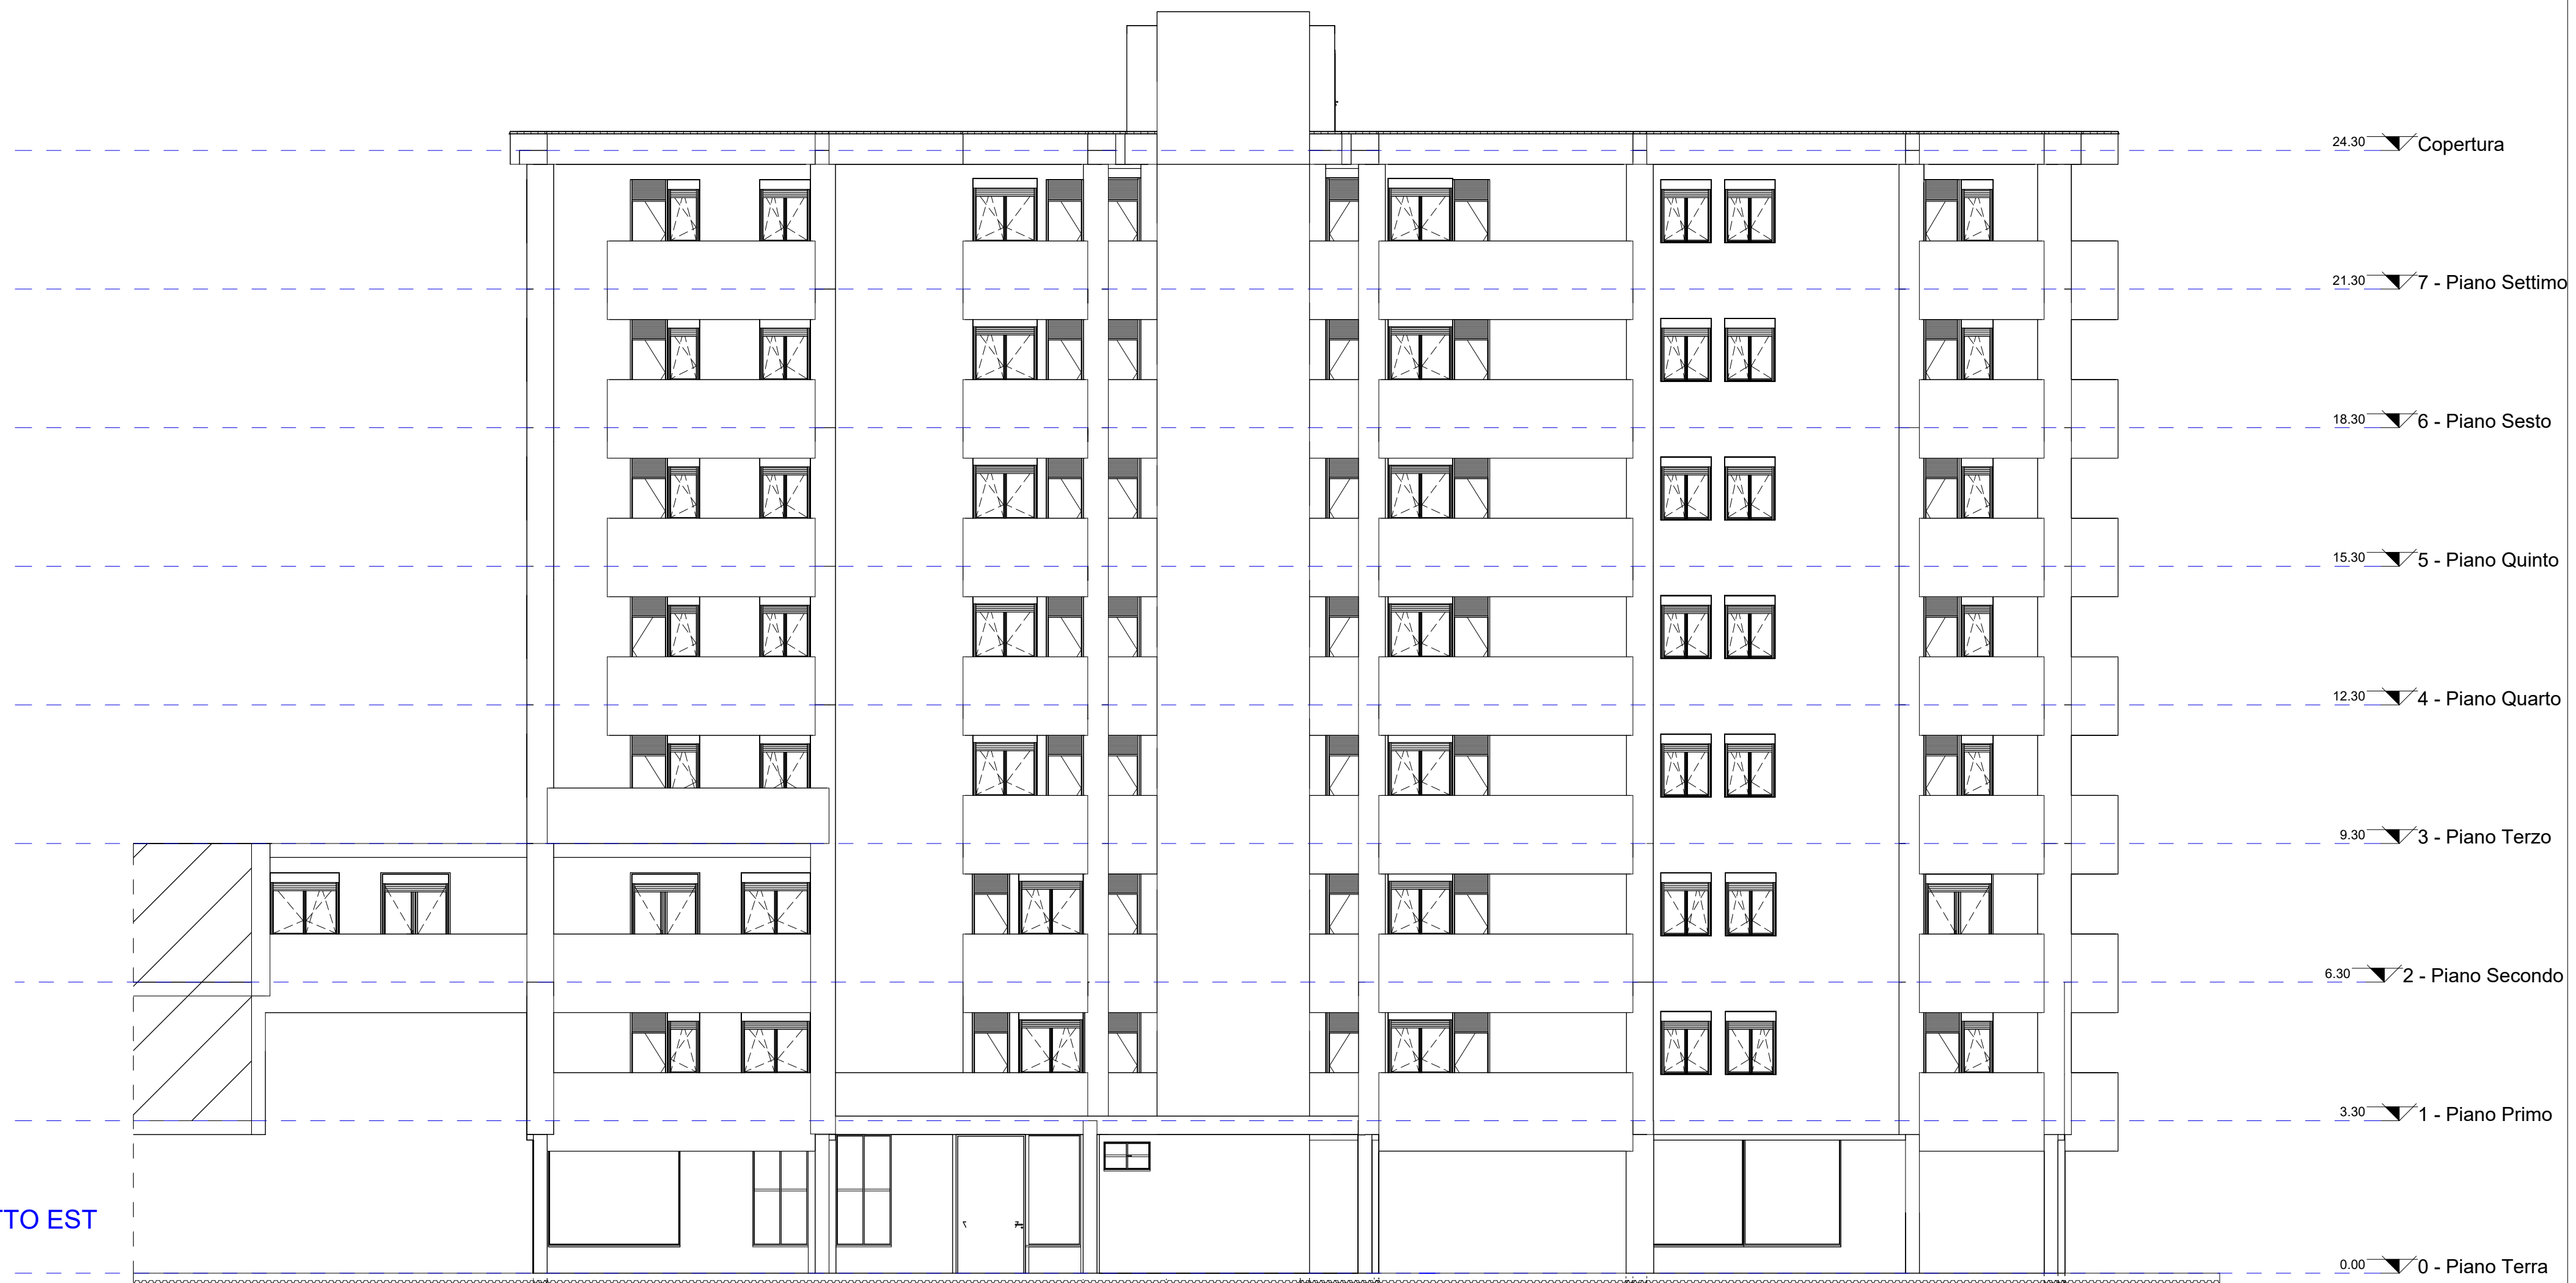 24.30 Copertura
21.30 7 - Piano Settimo
18.30 6 - Piano Sesto
15.30 5 - Piano Quinto
12.30 4 - Piano Quarto
9.30 3 - Piano Terzo
6.30 2 - Piano Secondo
3.30 1 - Piano Primo
TO EST
0.00 0 - Piano Terra